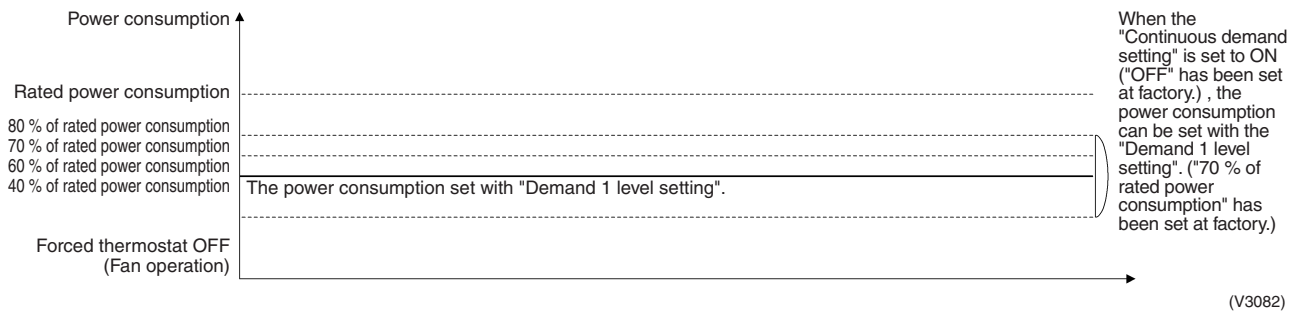 Power consumption
Rated power consumption
80 % of rated power consumption
70 % of rated power consumption
60 % of rated power consumption
40 % of rated power consumption
The power consumption set with "Demand 1 level setting".
Forced thermostat OFF
(Fan operation)
When the
"Continuous demand
setting" is set to ON
("OFF" has been set
at factory.) , the
power consumption
can be set with the
"Demand 1 level
setting". ("70 % of
rated power
consumption" has
been set at factory.)
(V3082)